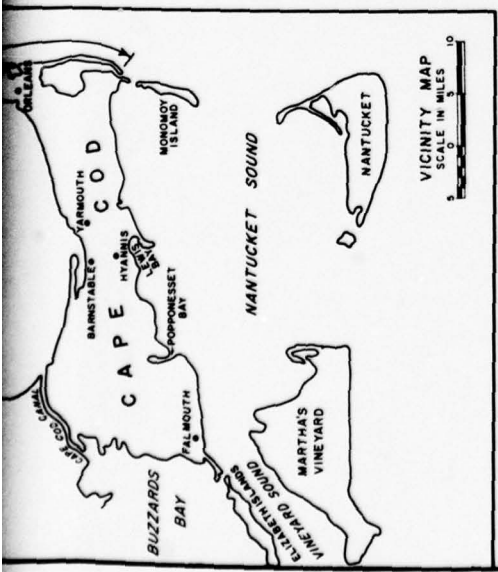 ORLEANS
MONOMOY
ISLAND
YARMOUTH
BARNSTABLE
HYANNIS
LEWIS
BAY
CAPE COD
POPPONESSET
BAY
CAPE COD CANAL
FALMOUTH
BUZZARDS
BAY
ELIZABETH ISLANDS
VINEYARD SOUND
NANTUCKET SOUND
MARTHA'S
VINEYARD
NANTUCKET
VICINITY MAP
SCALE IN MILES
5 0 5 10